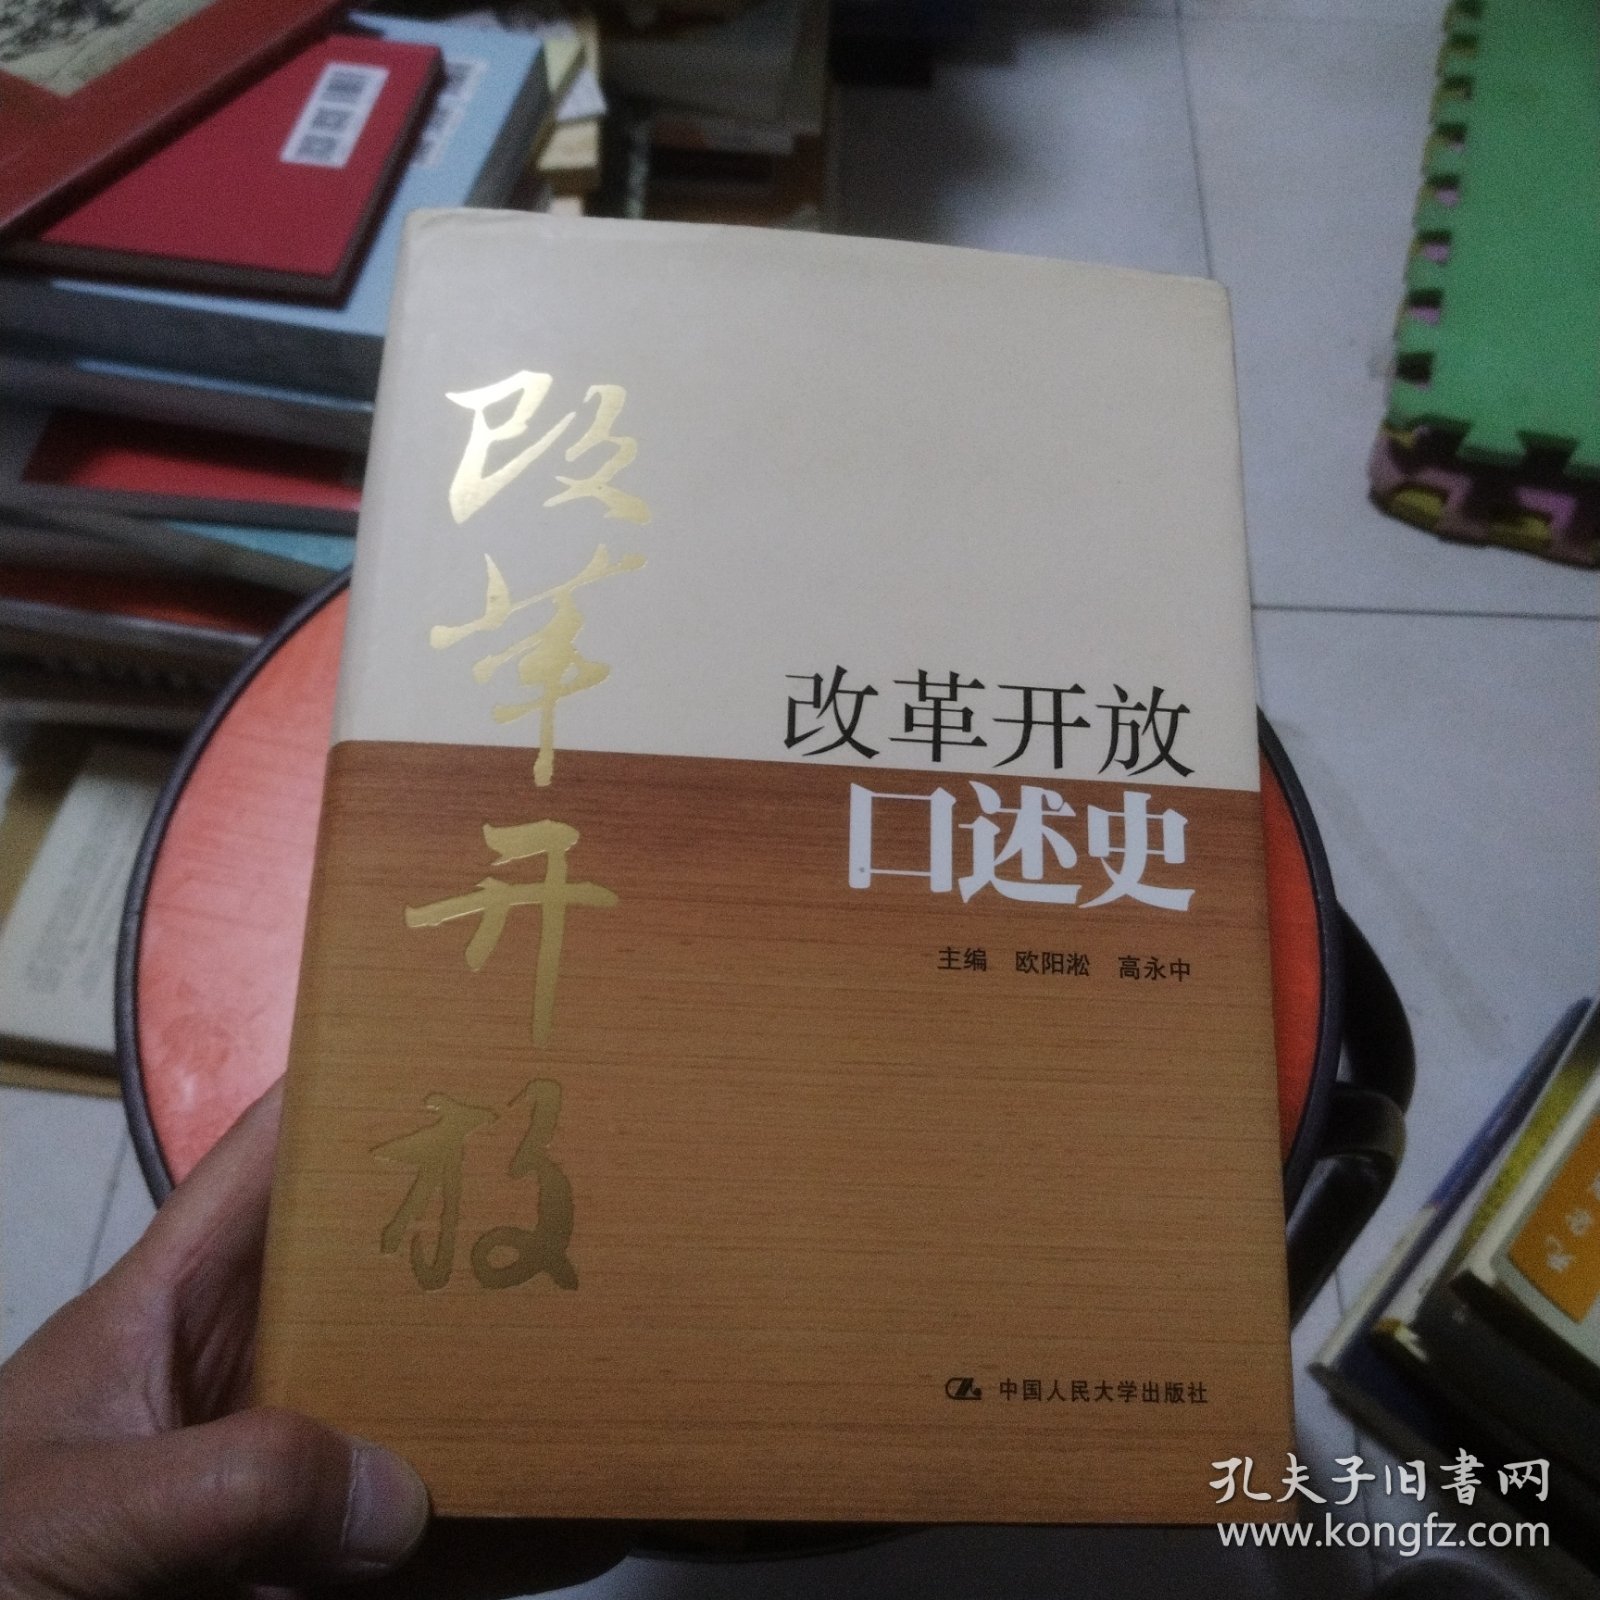 改革开放
改革开放
口述史
主编 欧阳淞 高永中
中国人民大学出版社
孔夫子旧书网
www.kongfz.com